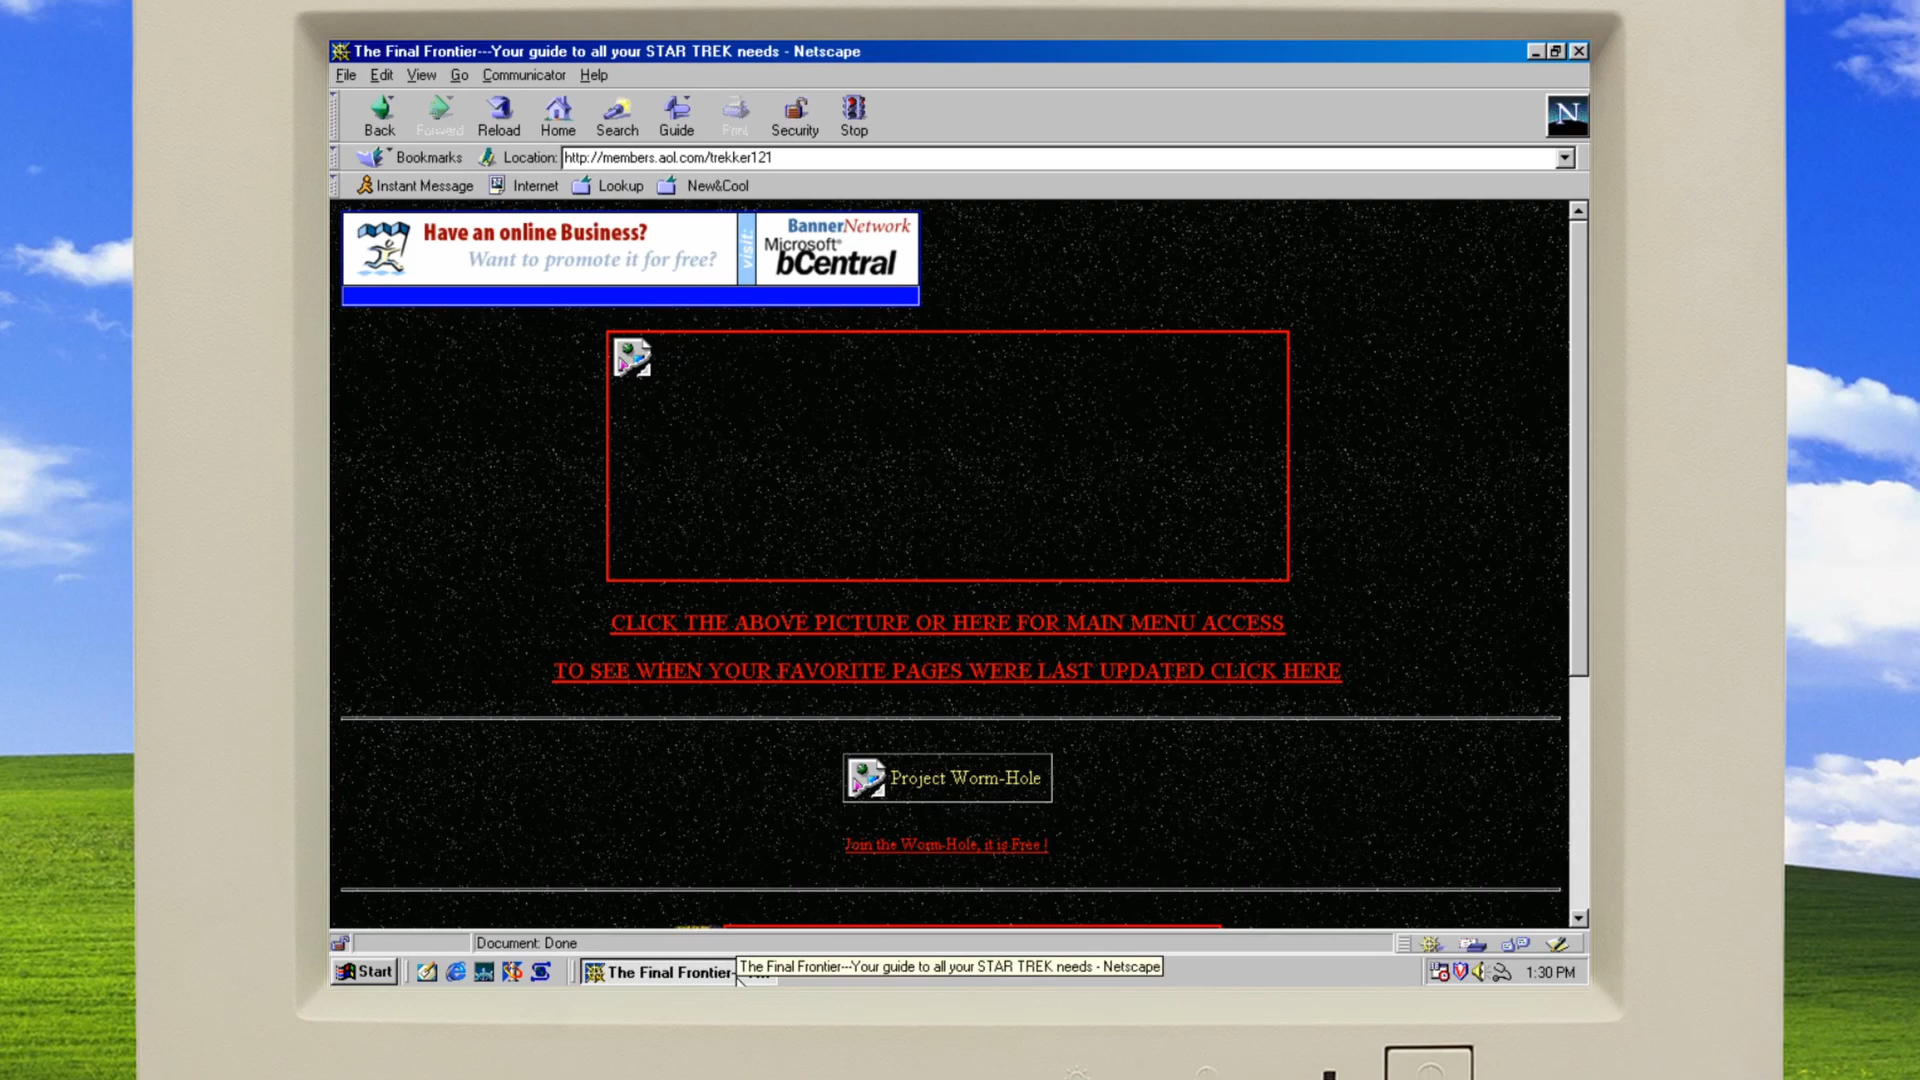 The Final Frontier---Your guide to all your STAR TREK needs - Netscape
File Edit View Go Communicator Help
Back Forward Reload Home Search Guide Print Security Stop
N
Bookmarks Location: http://members.aol.com/trekker121
Instant Message Internet Lookup New&Cool
Have an online Business?
Want to promote it for free?
visit:
BannerNetwork
Microsoft®
bCentral
CLICK THE ABOVE PICTURE OR HERE FOR MAIN MENU ACCESS
TO SEE WHEN YOUR FAVORITE PAGES WERE LAST UPDATED CLICK HERE
Project Worm-Hole
Join the Worm-Hole, it is Free !
Document: Done
Start The Final Frontier- The Final Frontier---Your guide to all your STAR TREK needs - Netscape 1:30 PM